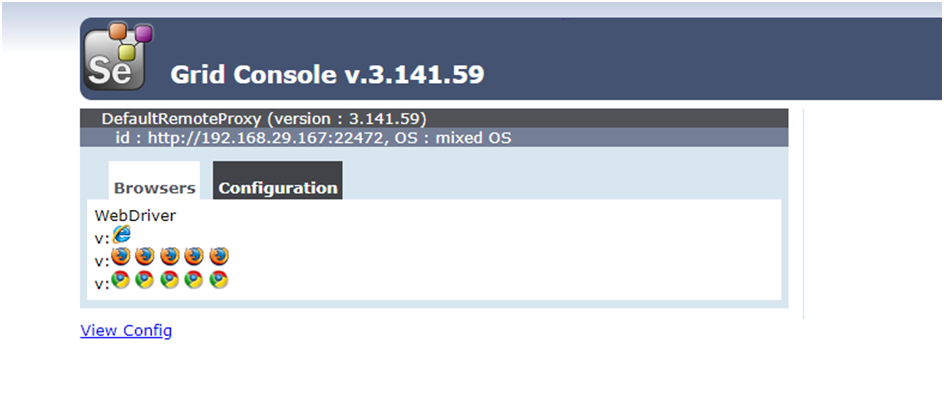 Se
Grid Console v.3.141.59
DefaultRemoteProxy (version : 3.141.59)
id : http://192.168.29.167:22472, OS : mixed OS
Browsers Configuration
WebDriver
v:
v:
v:
View Config